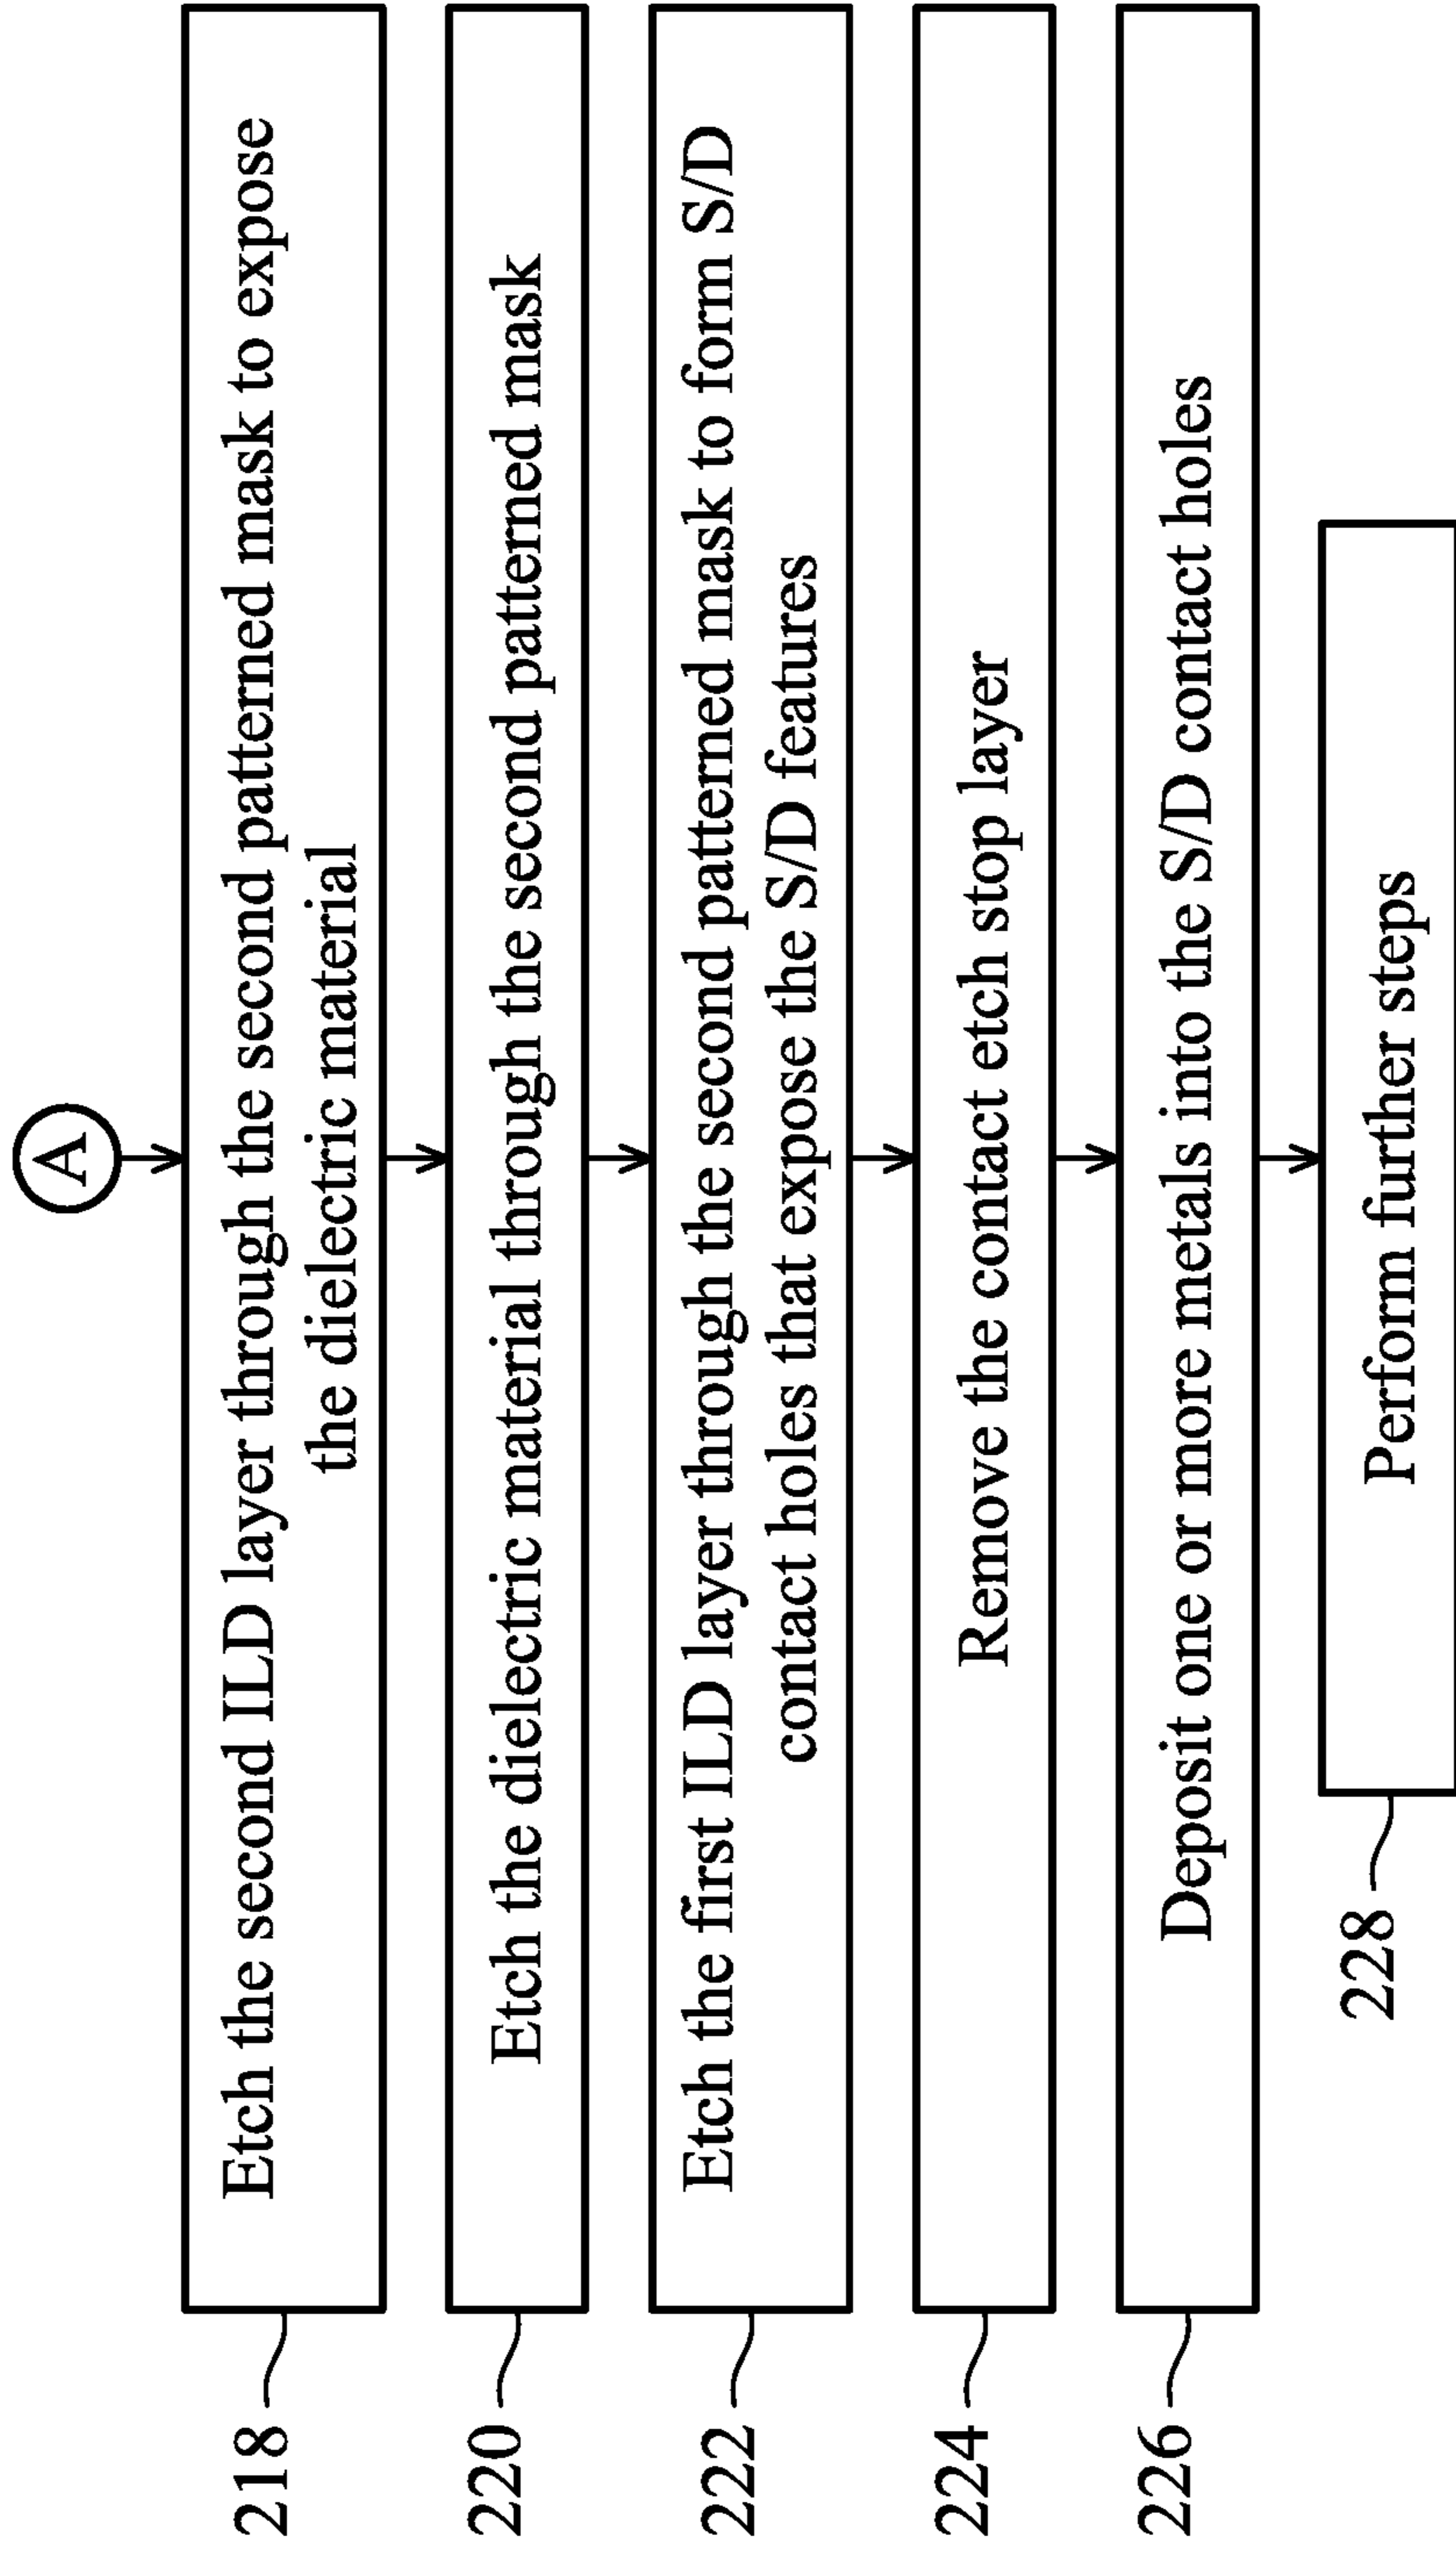 A
218
Etch the second ILD layer through the second patterned mask to expose
the dielectric material
220
Etch the dielectric material through the second patterned mask
222
Etch the first ILD layer through the second patterned mask to form S/D
contact holes that expose the S/D features
224
Remove the contact etch stop layer
226
Deposit one or more metals into the S/D contact holes
228
Perform further steps